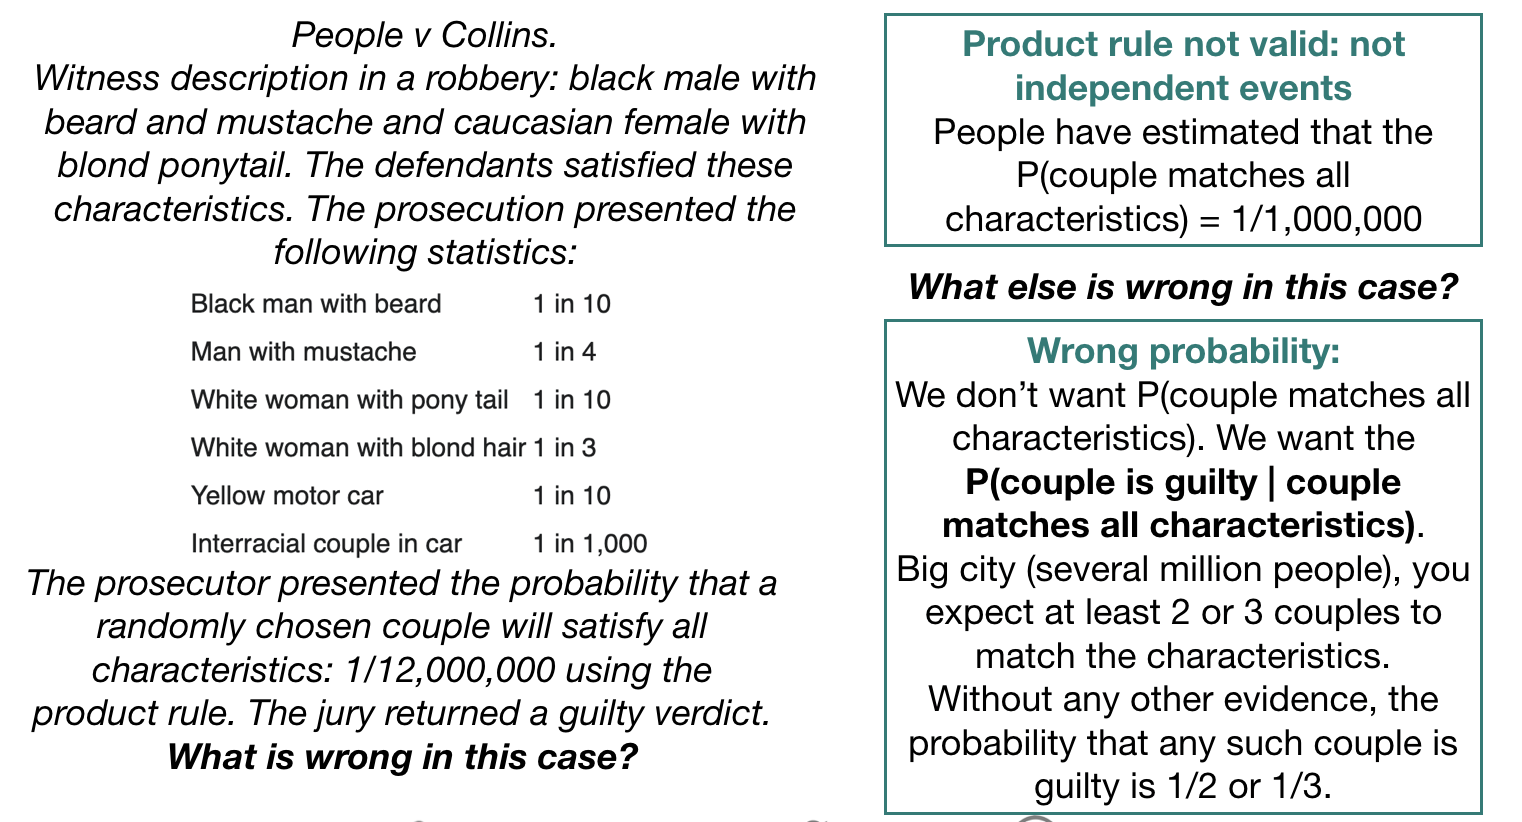 People v Collins.
Witness description in a robbery: black male with
beard and mustache and caucasian female with
blond ponytail. The defendants satisfied these
characteristics. The prosecution presented the
following statistics:
Black man with beard 1 in 10
Man with mustache 1 in 4
White woman with pony tail 1 in 10
White woman with blond hair 1 in 3
Yellow motor car 1 in 10
Interracial couple in car 1 in 1,000
The prosecutor presented the probability that a
randomly chosen couple will satisfy all
characteristics: 1/12,000,000 using the
product rule. The jury returned a guilty verdict.
What is wrong in this case?
Product rule not valid: not
independent events
People have estimated that the
P(couple matches all
characteristics) = 1/1,000,000
What else is wrong in this case?
Wrong probability:
We don’t want P(couple matches all
characteristics). We want the
P(couple is guilty | couple
matches all characteristics).
Big city (several million people), you
expect at least 2 or 3 couples to
match the characteristics.
Without any other evidence, the
probability that any such couple is
guilty is 1/2 or 1/3.